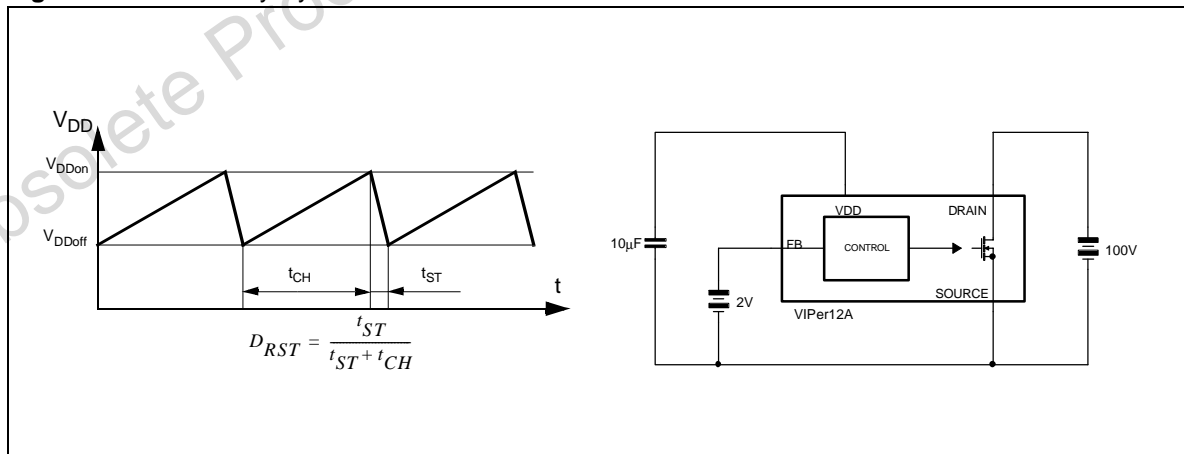 V_DD
V_DDon
V_DDoff
t_CH
t_ST
t
D_RST = t_ST / (t_ST + t_CH)
10µF
2V
FB
VDD
DRAIN
CONTROL
SOURCE
VIPer12A
100V